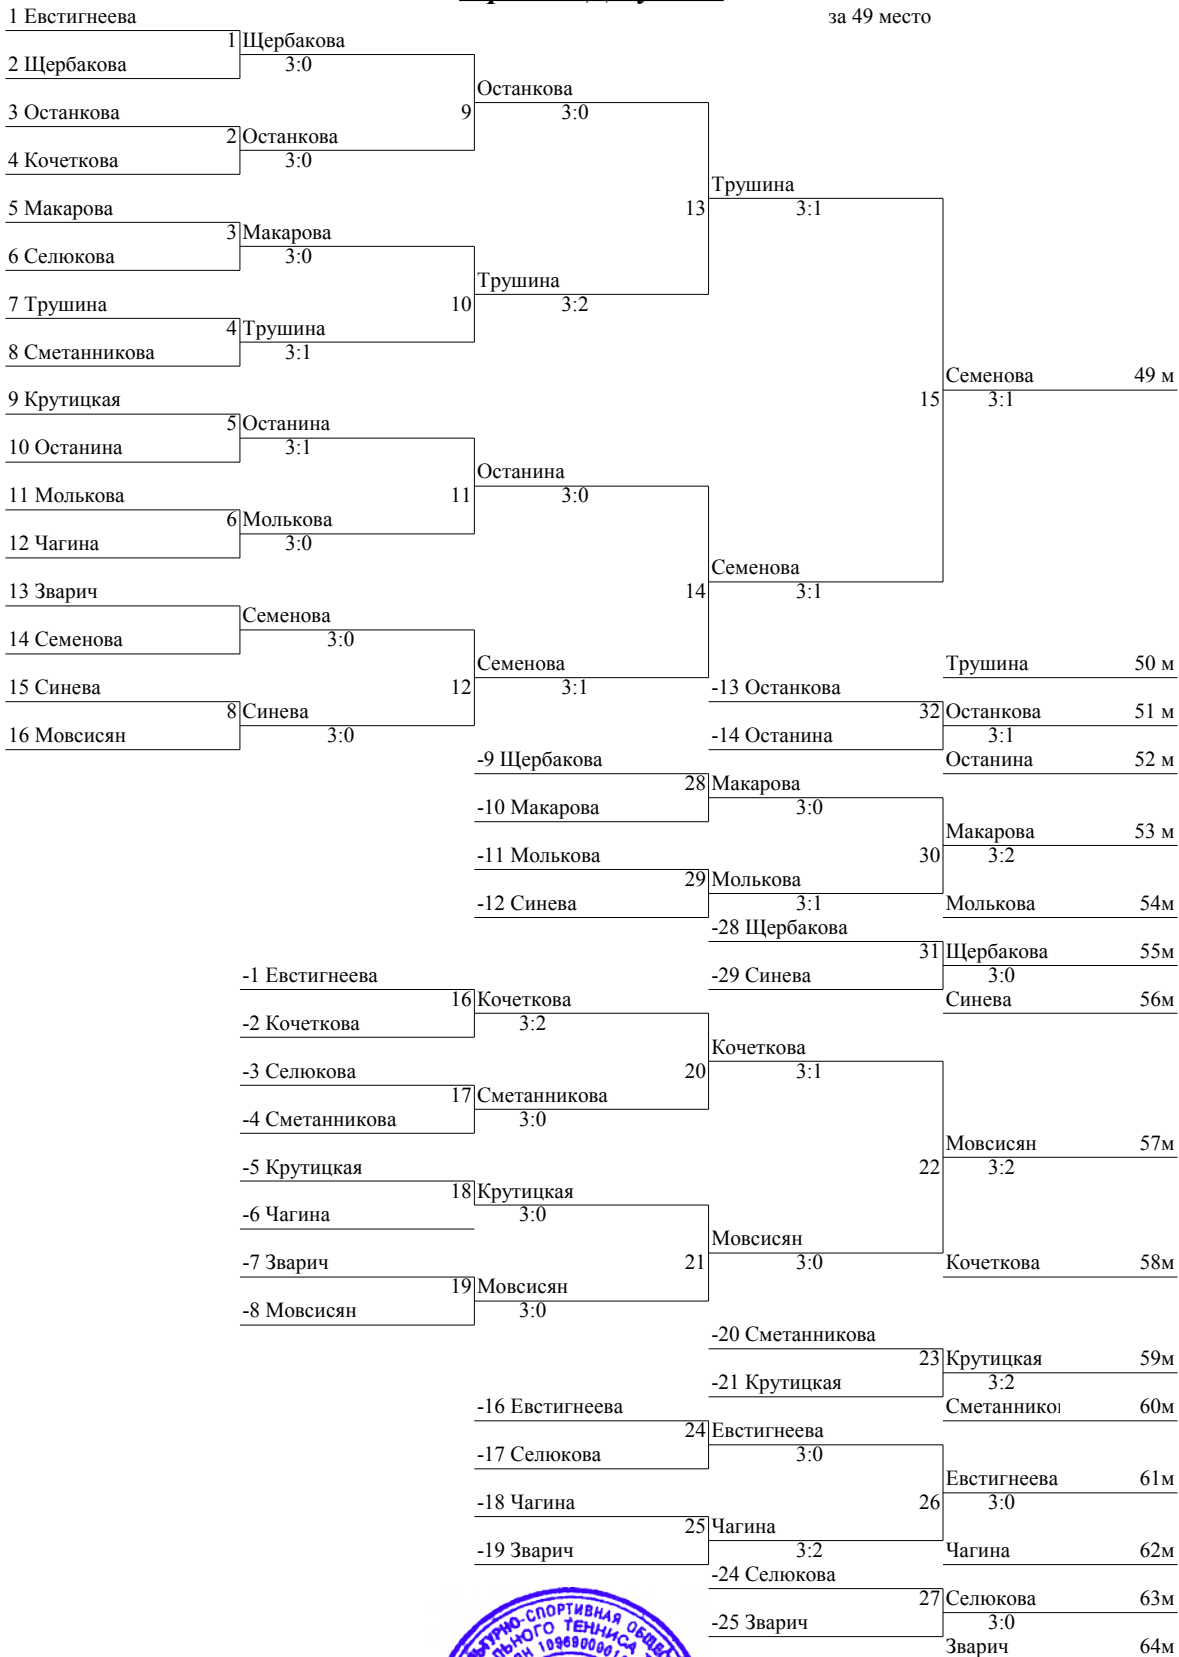 за 49 место
1 Евстигнеева
1 Щербакова
2 Щербакова
3:0
Останкова
3 Останкова
9
3:0
2 Останкова
4 Кочеткова
3:0
Трушина
5 Макарова
13
3:1
3 Макарова
6 Селюкова
3:0
Трушина
7 Трушина
10
3:2
4 Трушина
8 Сметанникова
3:1
Семенова 49 м
9 Крутицкая
15
3:1
5 Останина
10 Останина
3:1
Останина
11 Молькова
11
3:0
6 Молькова
12 Чагина
3:0
Семенова
13 Зварич
14
3:1
Семенова
14 Семенова
3:0
Семенова
Трушина 50 м
15 Синева
12
3:1
-13 Останкова
8 Синева
32 Останкова 51 м
16 Мовсисян
3:0
-14 Останина
3:1
-9 Щербакова
Останина 52 м
28 Макарова
-10 Макарова
3:0
Макарова 53 м
-11 Молькова
30
3:2
29 Молькова
-12 Синева
3:1
Молькова 54м
-28 Щербакова
31 Щербакова 55м
-1 Евстигнеева
-29 Синева
3:0
16 Кочеткова
Синева 56м
-2 Кочеткова
3:2
Кочеткова
-3 Селюкова
20
3:1
17 Сметанникова
-4 Сметанникова
3:0
Мовсисян 57м
-5 Крутицкая
22
3:2
18 Крутицкая
-6 Чагина
3:0
Мовсисян
-7 Зварич
21
3:0
Кочеткова 58м
19 Мовсисян
-8 Мовсисян
3:0
-20 Сметанникова
23 Крутицкая 59м
-21 Крутицкая
3:2
-16 Евстигнеева
Сметанников 60м
24 Евстигнеева
-17 Селюкова
3:0
Евстигнеева 61м
-18 Чагина
26
3:0
25 Чагина
-19 Зварич
3:2
Чагина 62м
-24 Селюкова
27 Селюкова 63м
-25 Зварич
3:0
Зварич 64м
СПОРТИВНАЯ
ТЕННИСА